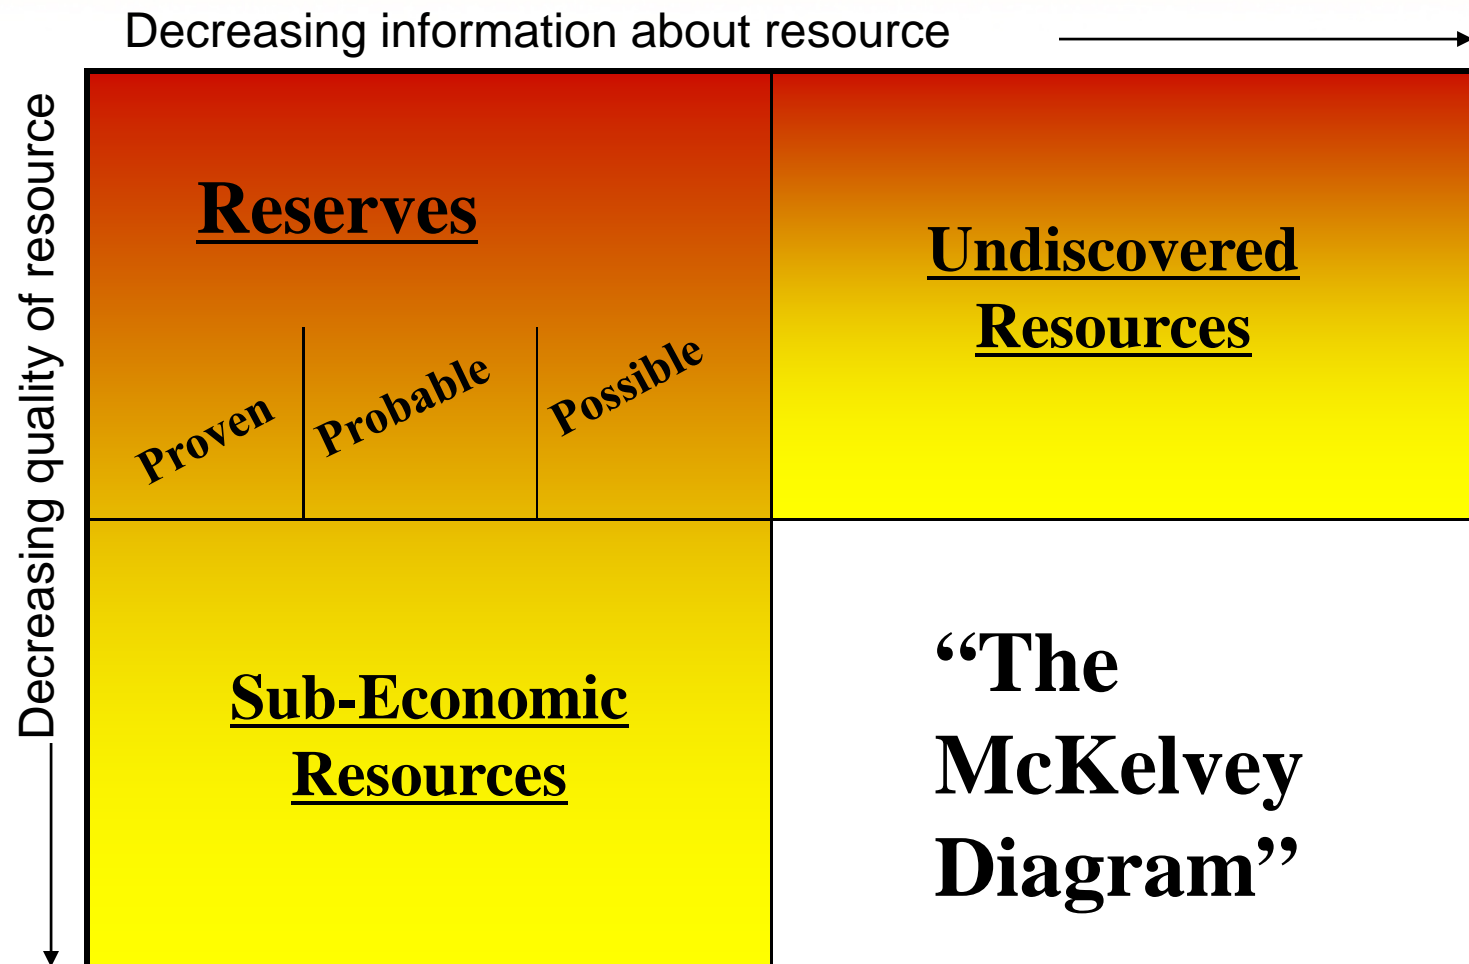 Decreasing information about resource
Decreasing quality of resource
Reserves
Proven
Probable
Possible
Undiscovered
Resources
Sub-Economic
Resources
“The
McKelvey
Diagram”